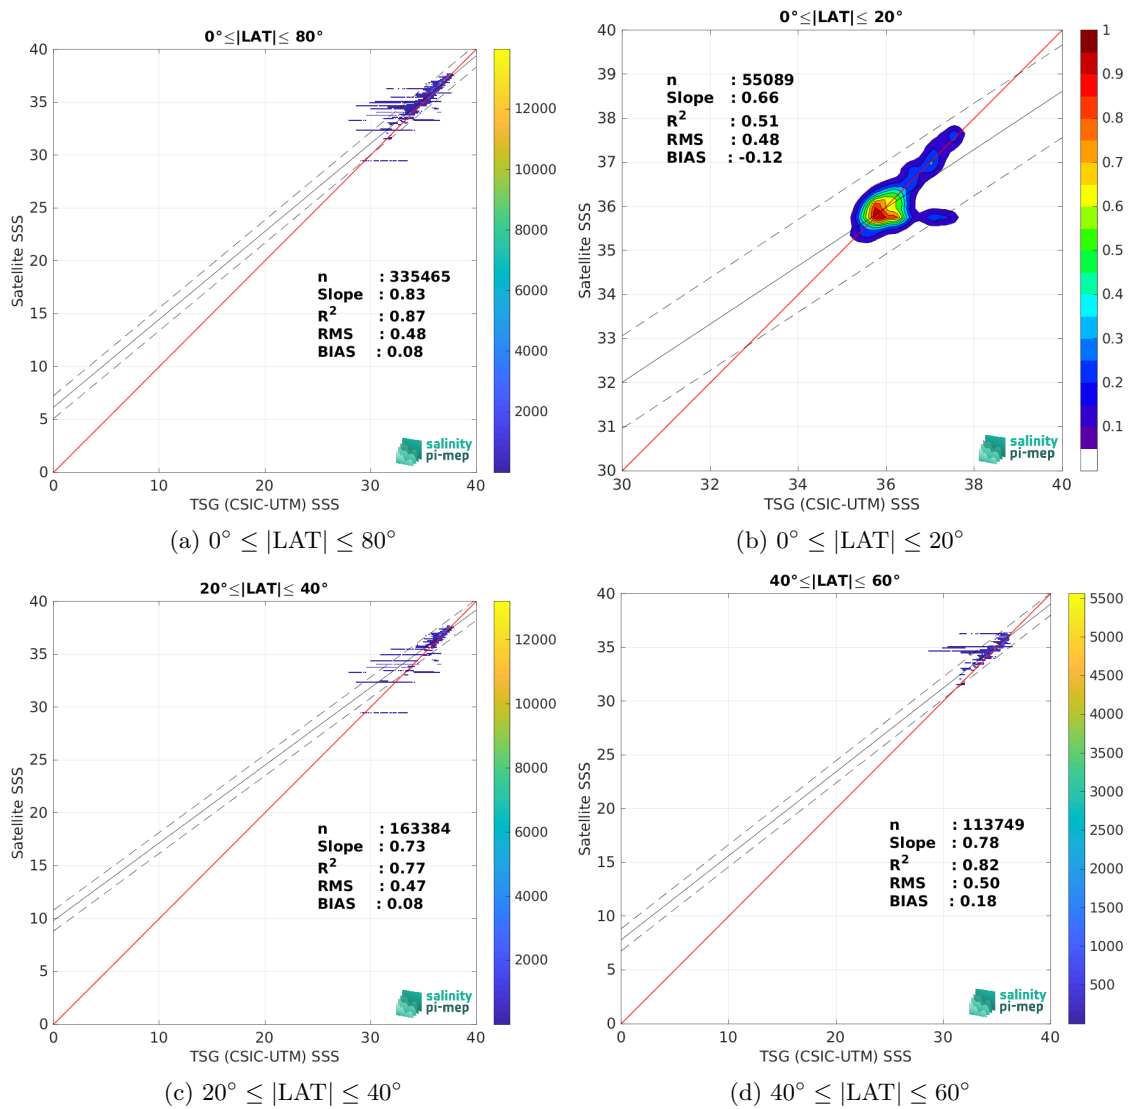 0°≤|LAT|≤ 80°
40
35
30
25
20
15
10
5
0
0
10
20
30
40
Satellite SSS
TSG (CSIC-UTM) SSS
n : 335465
Slope : 0.83
R² : 0.87
RMS : 0.48
BIAS : 0.08
salinity
pi-mep
12000
10000
8000
6000
4000
2000
(a) 0° ≤ |LAT| ≤ 80°
0°≤|LAT|≤ 20°
40
39
38
37
36
35
34
33
32
31
30
30
32
34
36
38
40
Satellite SSS
TSG (CSIC-UTM) SSS
n : 55089
Slope : 0.66
R² : 0.51
RMS : 0.48
BIAS : -0.12
salinity
pi-mep
1
0.9
0.8
0.7
0.6
0.5
0.4
0.3
0.2
0.1
(b) 0° ≤ |LAT| ≤ 20°
20°≤|LAT|≤ 40°
40
35
30
25
20
15
10
5
0
0
10
20
30
40
Satellite SSS
TSG (CSIC-UTM) SSS
n : 163384
Slope : 0.73
R² : 0.77
RMS : 0.47
BIAS : 0.08
salinity
pi-mep
12000
10000
8000
6000
4000
2000
(c) 20° ≤ |LAT| ≤ 40°
40°≤|LAT|≤ 60°
40
35
30
25
20
15
10
5
0
0
10
20
30
40
Satellite SSS
TSG (CSIC-UTM) SSS
n : 113749
Slope : 0.78
R² : 0.82
RMS : 0.50
BIAS : 0.18
salinity
pi-mep
5500
5000
4500
4000
3500
3000
2500
2000
1500
1000
500
(d) 40° ≤ |LAT| ≤ 60°